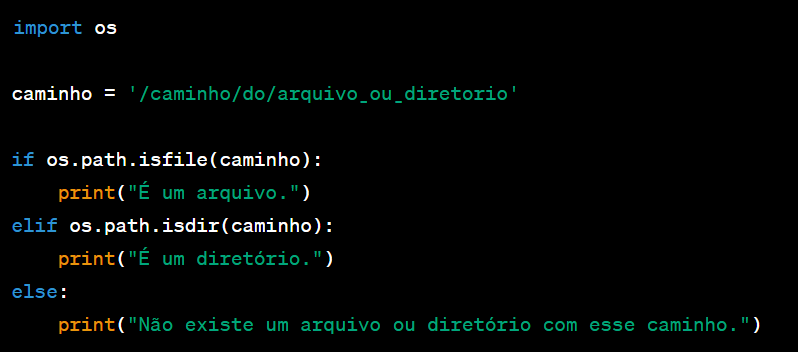 import os
caminho = '/caminho/do/arquivo_ou_diretorio'
if os.path.isfile(caminho):
    print("É um arquivo.")
elif os.path.isdir(caminho):
    print("É um diretório.")
else:
    print("Não existe um arquivo ou diretório com esse caminho.")